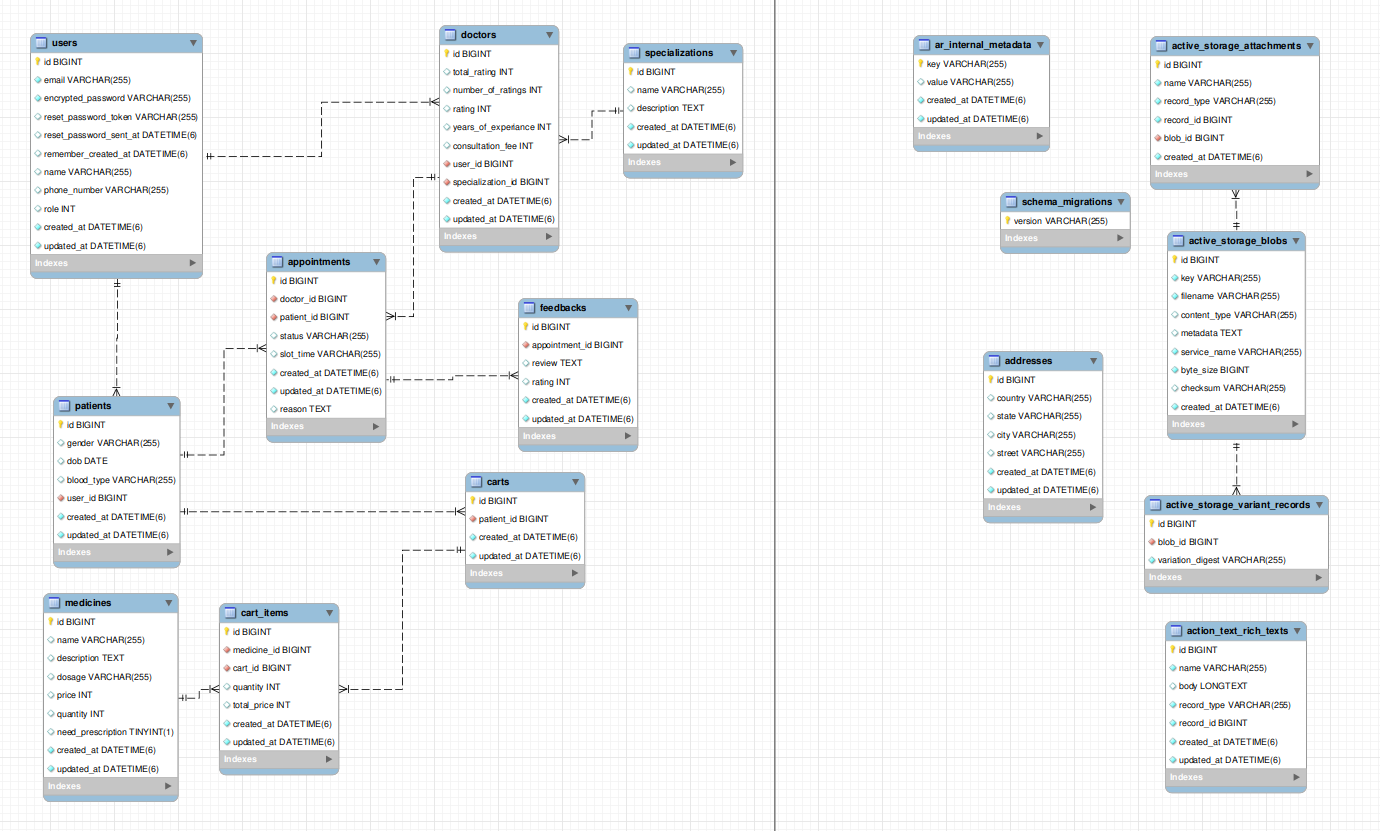 users
id BIGINT
email VARCHAR(255)
encrypted_password VARCHAR(255)
reset_password_token VARCHAR(255)
reset_password_sent_at DATETIME(6)
remember_created_at DATETIME(6)
name VARCHAR(255)
phone_number VARCHAR(255)
role INT
created_at DATETIME(6)
updated_at DATETIME(6)
Indexes
doctors
id BIGINT
total_rating INT
number_of_ratings INT
rating INT
years_of_experiance INT
consultation_fee INT
user_id BIGINT
specialization_id BIGINT
created_at DATETIME(6)
updated_at DATETIME(6)
Indexes
specializations
id BIGINT
name VARCHAR(255)
description TEXT
created_at DATETIME(6)
updated_at DATETIME(6)
Indexes
appointments
id BIGINT
doctor_id BIGINT
patient_id BIGINT
status VARCHAR(255)
slot_time VARCHAR(255)
created_at DATETIME(6)
updated_at DATETIME(6)
reason TEXT
Indexes
feedbacks
id BIGINT
appointment_id BIGINT
review TEXT
rating INT
created_at DATETIME(6)
updated_at DATETIME(6)
Indexes
patients
id BIGINT
gender VARCHAR(255)
dob DATE
blood_type VARCHAR(255)
user_id BIGINT
created_at DATETIME(6)
updated_at DATETIME(6)
Indexes
carts
id BIGINT
patient_id BIGINT
created_at DATETIME(6)
updated_at DATETIME(6)
Indexes
medicines
id BIGINT
name VARCHAR(255)
description TEXT
dosage VARCHAR(255)
price INT
quantity INT
need_prescription TINYINT(1)
created_at DATETIME(6)
updated_at DATETIME(6)
Indexes
cart_items
id BIGINT
medicine_id BIGINT
cart_id BIGINT
quantity INT
total_price INT
created_at DATETIME(6)
updated_at DATETIME(6)
Indexes
ar_internal_metadata
key VARCHAR(255)
value VARCHAR(255)
created_at DATETIME(6)
updated_at DATETIME(6)
Indexes
active_storage_attachments
id BIGINT
name VARCHAR(255)
record_type VARCHAR(255)
record_id BIGINT
blob_id BIGINT
created_at DATETIME(6)
Indexes
schema_migrations
version VARCHAR(255)
Indexes
active_storage_blobs
id BIGINT
key VARCHAR(255)
filename VARCHAR(255)
content_type VARCHAR(255)
metadata TEXT
service_name VARCHAR(255)
byte_size BIGINT
checksum VARCHAR(255)
created_at DATETIME(6)
Indexes
addresses
id BIGINT
country VARCHAR(255)
state VARCHAR(255)
city VARCHAR(255)
street VARCHAR(255)
created_at DATETIME(6)
updated_at DATETIME(6)
Indexes
active_storage_variant_records
id BIGINT
blob_id BIGINT
variation_digest VARCHAR(255)
Indexes
action_text_rich_texts
id BIGINT
name VARCHAR(255)
body LONGTEXT
record_type VARCHAR(255)
record_id BIGINT
created_at DATETIME(6)
updated_at DATETIME(6)
Indexes